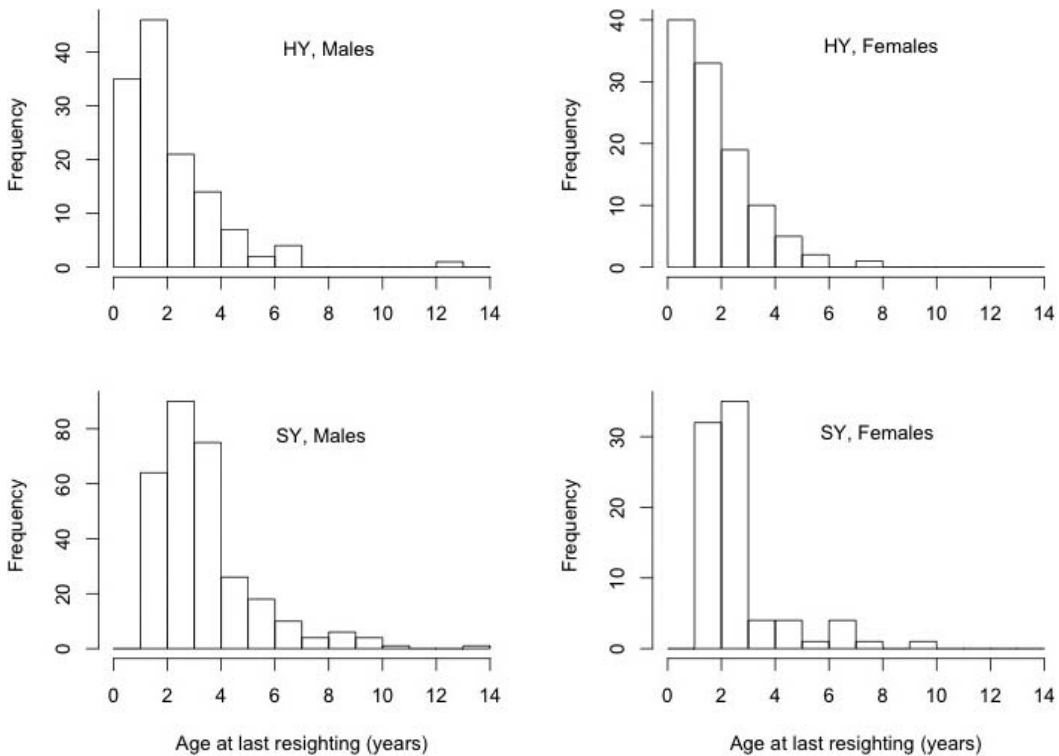 HY, Males
Frequency
0 10 20 30 40
0 2 4 6 8 10 12 14
HY, Females
Frequency
0 10 20 30 40
0 2 4 6 8 10 12 14
SY, Males
Frequency
0 20 40 60 80
0 2 4 6 8 10 12 14
Age at last resighting (years)
SY, Females
Frequency
0 10 20 30
0 2 4 6 8 10 12 14
Age at last resighting (years)